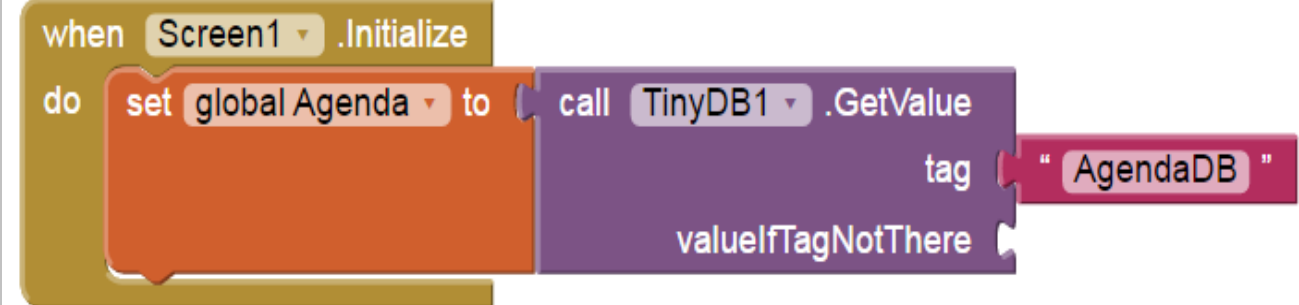 when Screen1 .Initialize
do set global Agenda to call TinyDB1 .GetValue
tag “ AgendaDB ”
valueIfTagNotThere